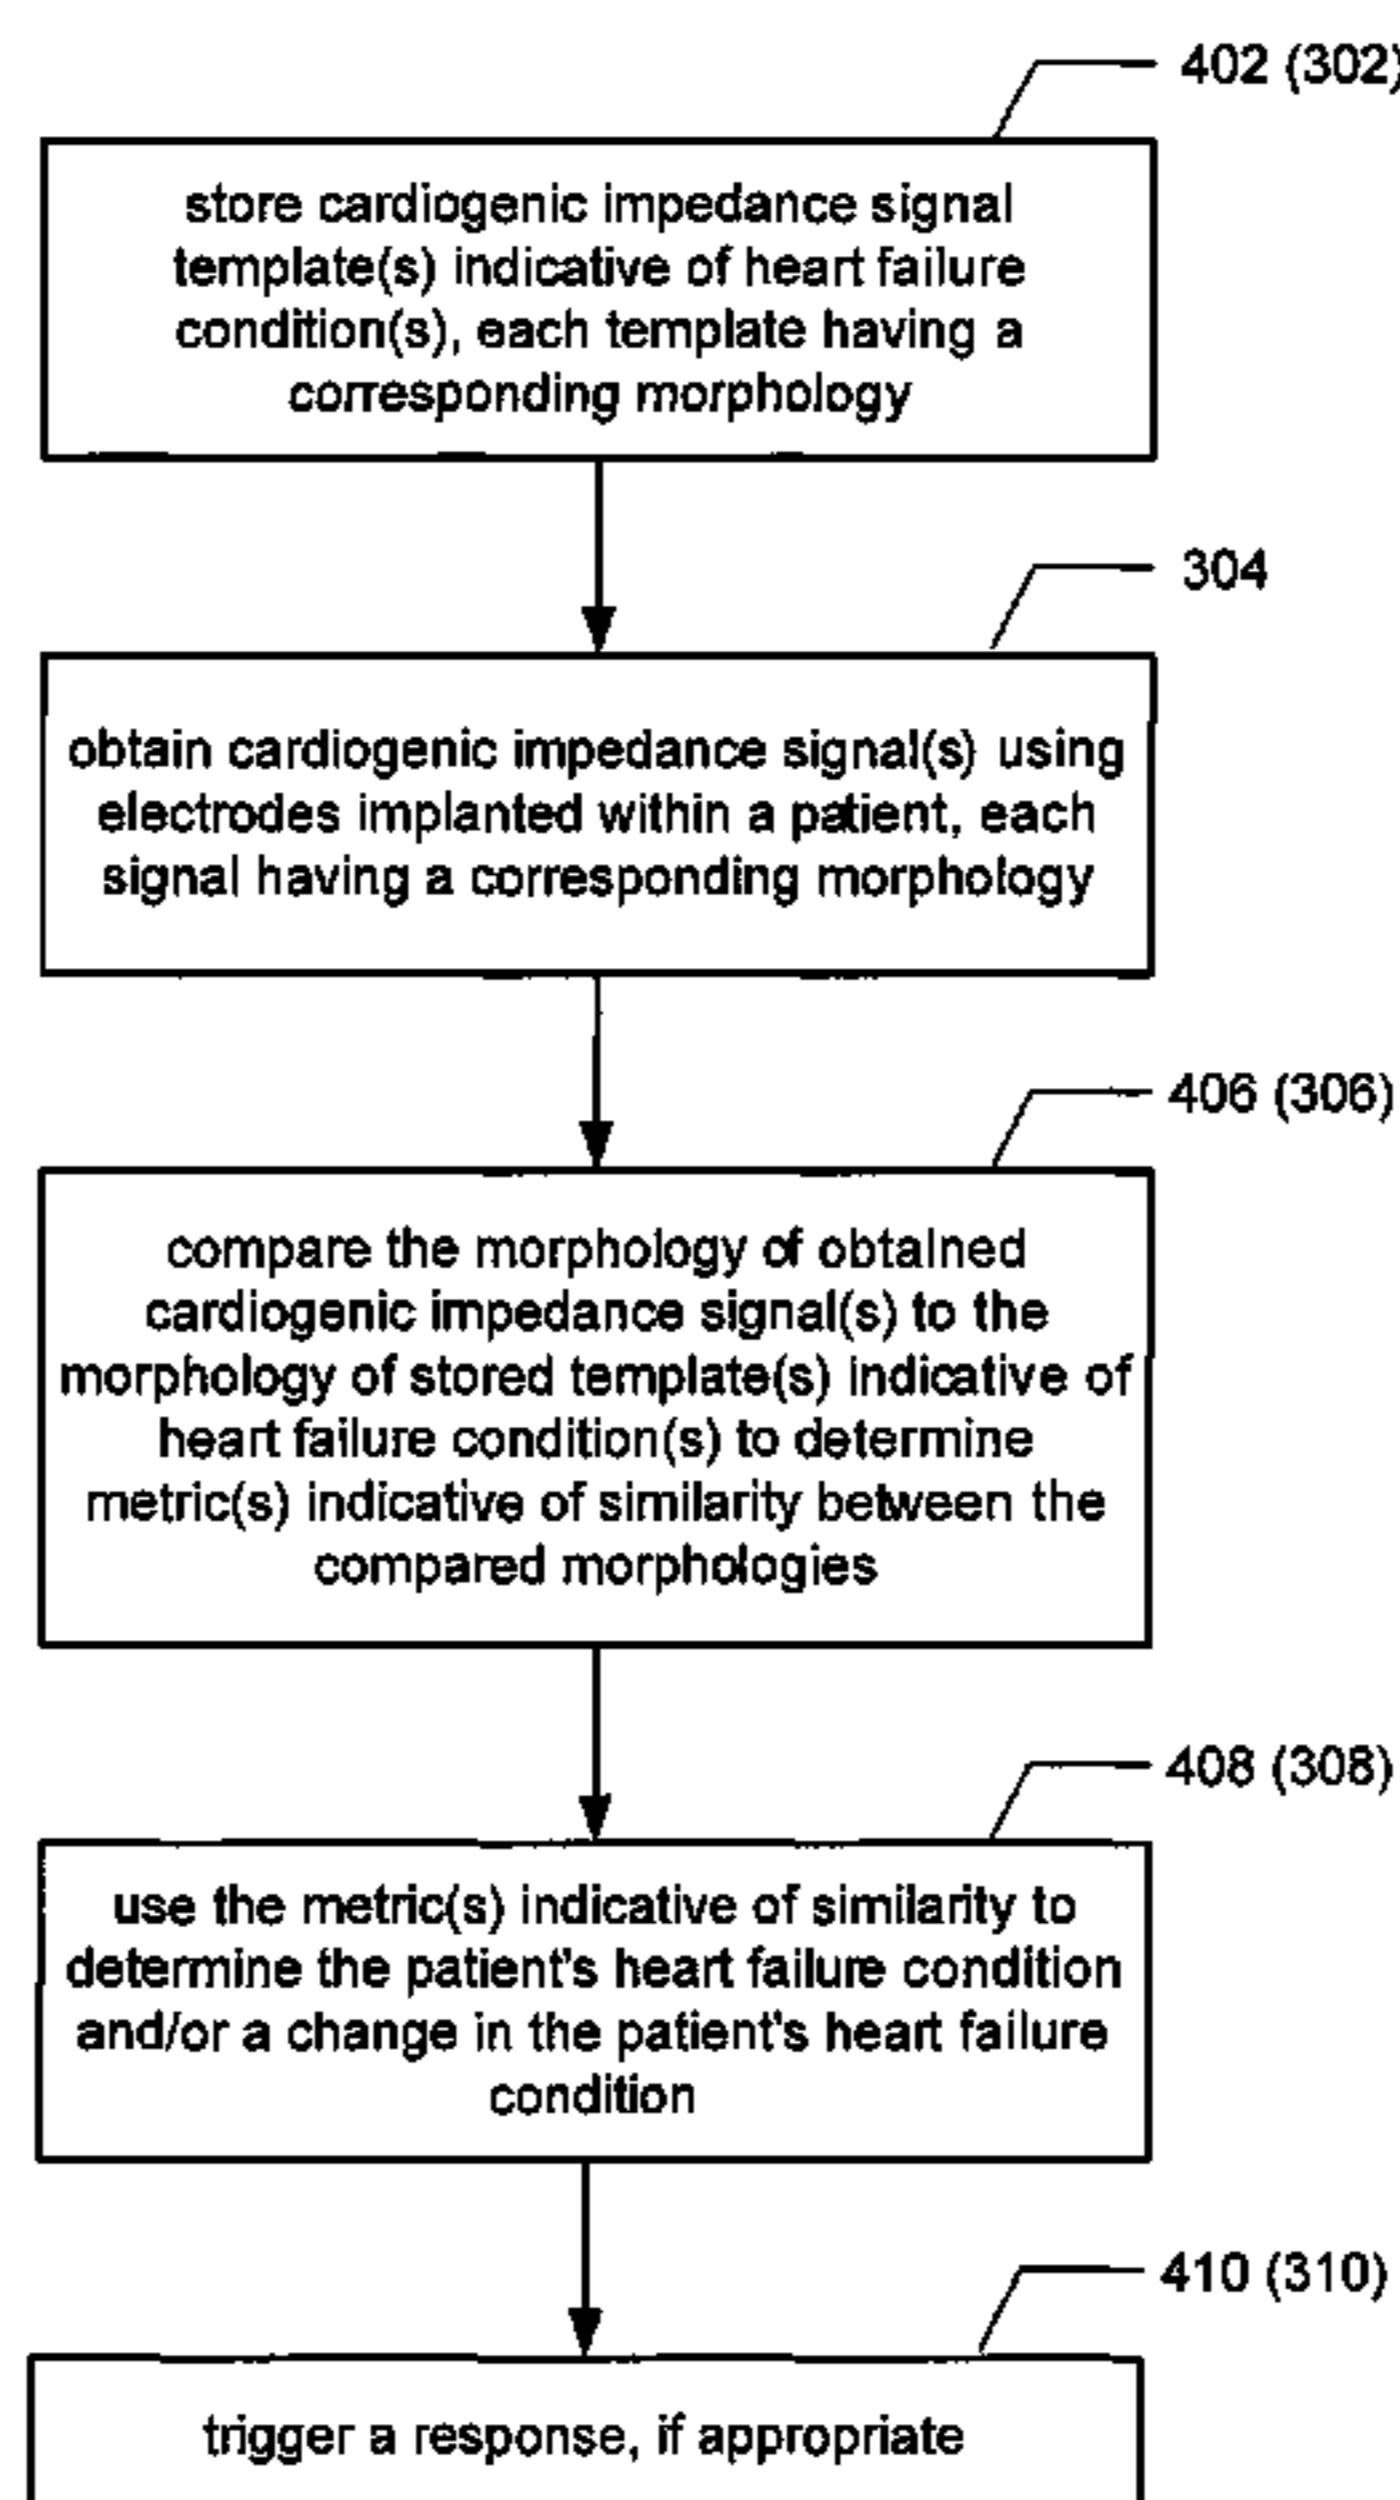 402 (302)
store cardiogenic impedance signal
template(s) indicative of heart failure
condition(s), each template having a
corresponding morphology
304
obtain cardiogenic impedance signal(s) using
electrodes implanted within a patient, each
signal having a corresponding morphology
406 (306)
compare the morphology of obtained
cardiogenic impedance signal(s) to the
morphology of stored template(s) indicative of
heart failure condition(s) to determine
metric(s) indicative of similarity between the
compared morphologies
408 (308)
use the metric(s) indicative of similarity to
determine the patient's heart failure condition
and/or a change in the patient's heart failure
condition
410 (310)
trigger a response, if appropriate